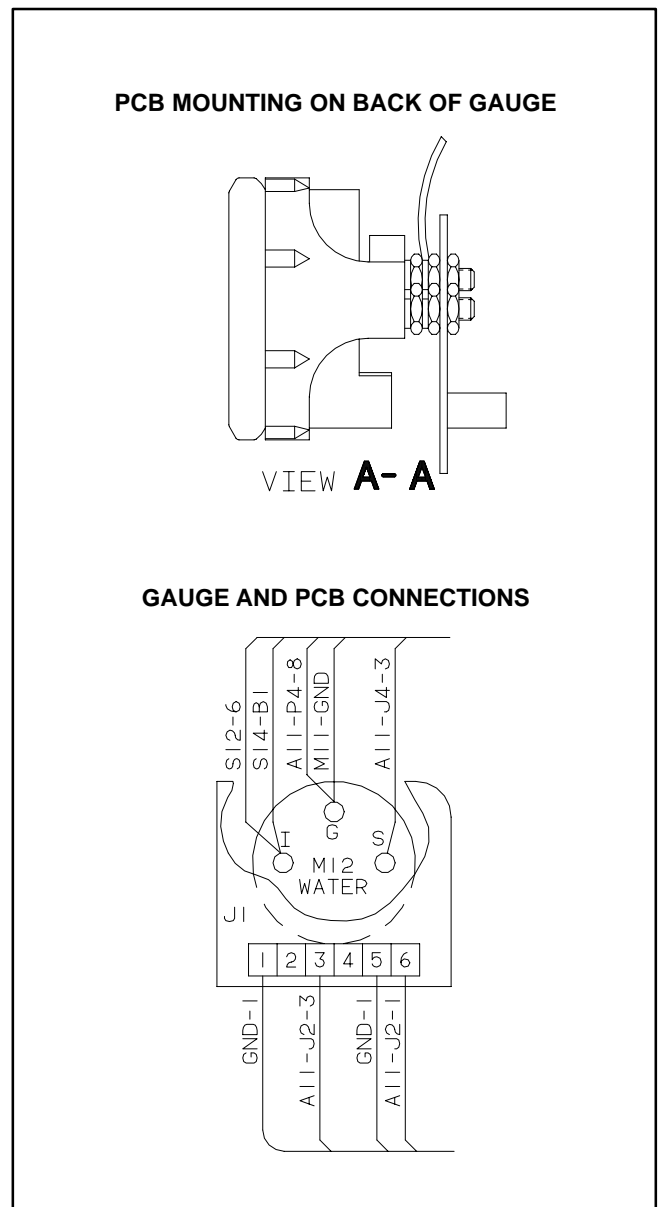 PCB MOUNTING ON BACK OF GAUGE
VIEW A- A
GAUGE AND PCB CONNECTIONS
S12-6
S14-B1
A11-P4-8
M11-GND
A11-J4-3
G
I
S
M12
WATER
J1
1 2 3 4 5 6
GND-1
A11-J2-3
GND-1
A11-J2-1